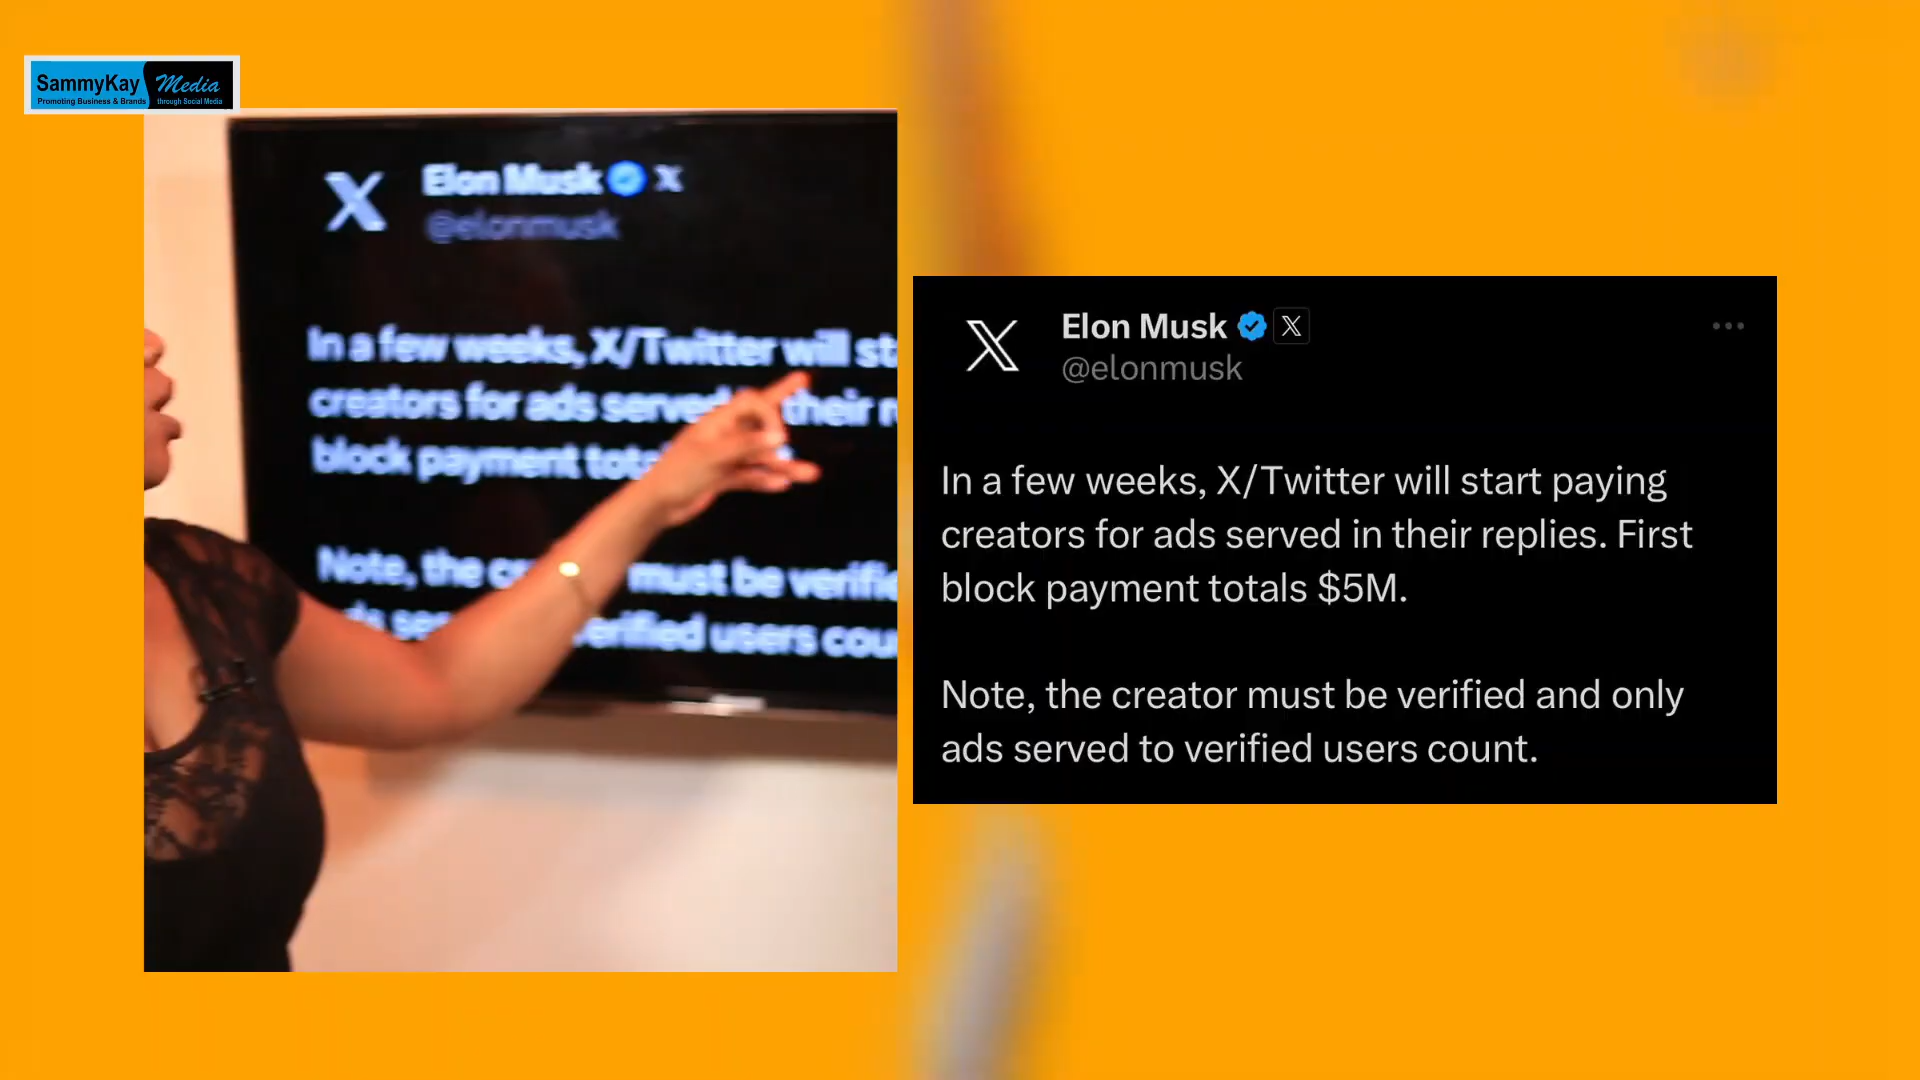 SammyKay Media
Promoting Business & Brands through Social Media
Elon Musk
@elonmusk
In a few weeks, X/Twitter will st
creators for ads served their r
block payment
Note, the must be verifie
verified users cou
Elon Musk
@elonmusk
In a few weeks, X/Twitter will start paying
creators for ads served in their replies. First
block payment totals $5M.
Note, the creator must be verified and only
ads served to verified users count.